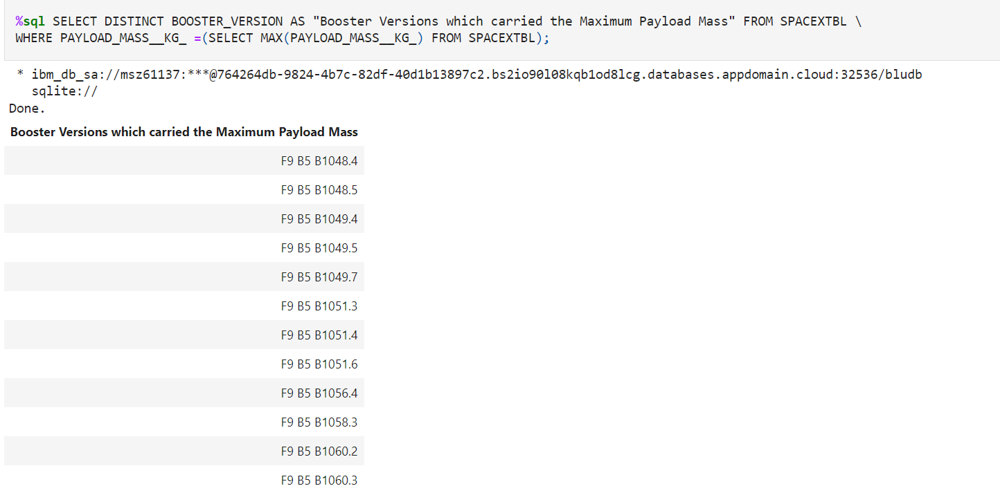 %sql SELECT DISTINCT BOOSTER_VERSION AS "Booster Versions which carried the Maximum Payload Mass" FROM SPACEXTBL \
WHERE PAYLOAD_MASS__KG_ =(SELECT MAX(PAYLOAD_MASS__KG_) FROM SPACEXTBL);
* ibm_db_sa://msz61137:***@764264db-9824-4b7c-82df-40d1b13897c2.bs2io90l08kqb1od8lcg.databases.appdomain.cloud:32536/bludb
sqlite://
Done.
Booster Versions which carried the Maximum Payload Mass
F9 B5 B1048.4
F9 B5 B1048.5
F9 B5 B1049.4
F9 B5 B1049.5
F9 B5 B1049.7
F9 B5 B1051.3
F9 B5 B1051.4
F9 B5 B1051.6
F9 B5 B1056.4
F9 B5 B1058.3
F9 B5 B1060.2
F9 B5 B1060.3